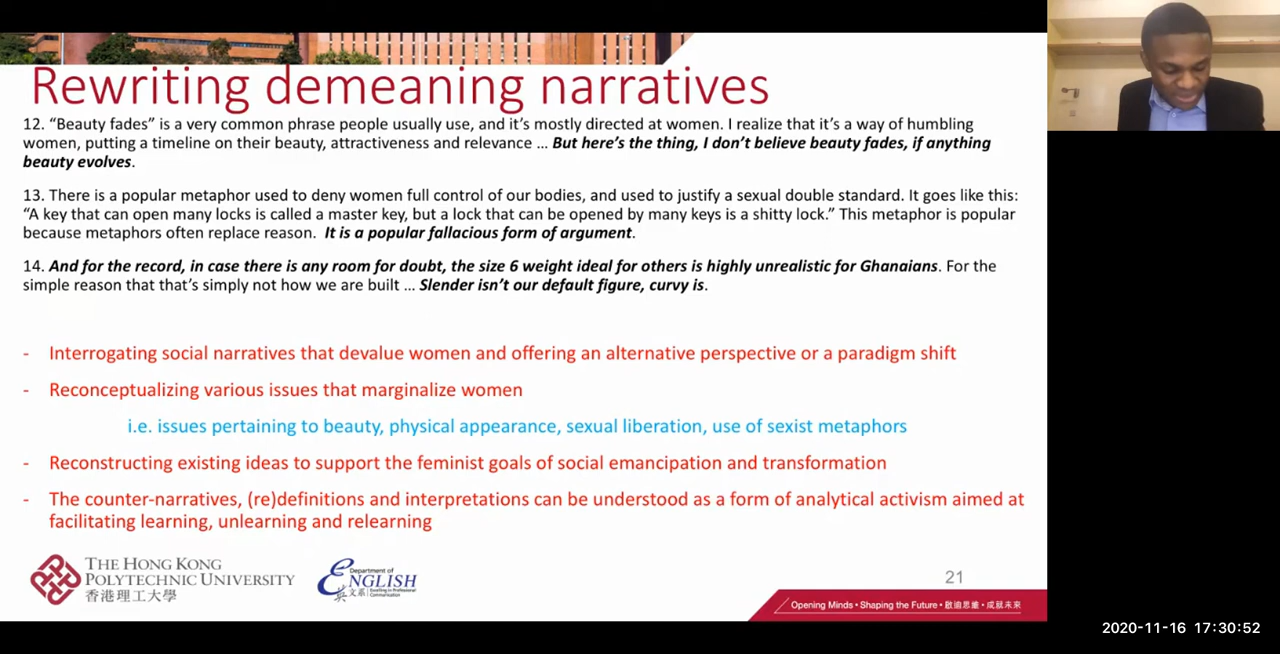 Rewriting demeaning narratives
12. “Beauty fades” is a very common phrase people usually use, and it’s mostly directed at women. I realize that it’s a way of humbling
women, putting a timeline on their beauty, attractiveness and relevance … But here’s the thing, I don’t believe beauty fades, if anything
beauty evolves.
13. There is a popular metaphor used to deny women full control of our bodies, and used to justify a sexual double standard. It goes like this:
“A key that can open many locks is called a master key, but a lock that can be opened by many keys is a shitty lock.” This metaphor is popular
because metaphors often replace reason. It is a popular fallacious form of argument.
14. And for the record, in case there is any room for doubt, the size 6 weight ideal for others is highly unrealistic for Ghanaians. For the
simple reason that that’s simply not how we are built … Slender isn’t our default figure, curvy is.
- Interrogating social narratives that devalue women and offering an alternative perspective or a paradigm shift
- Reconceptualizing various issues that marginalize women
i.e. issues pertaining to beauty, physical appearance, sexual liberation, use of sexist metaphors
- Reconstructing existing ideas to support the feminist goals of social emancipation and transformation
- The counter-narratives, (re)definitions and interpretations can be understood as a form of analytical activism aimed at
facilitating learning, unlearning and relearning
THE HONG KONG
POLYTECHNIC UNIVERSITY
香港理工大學
Department of
ENGLISH
英文系 Excelling in Professional
Communication
21
Opening Minds • Shaping the Future • 啟迪思維 • 成就未來
2020-11-16 17:30:52